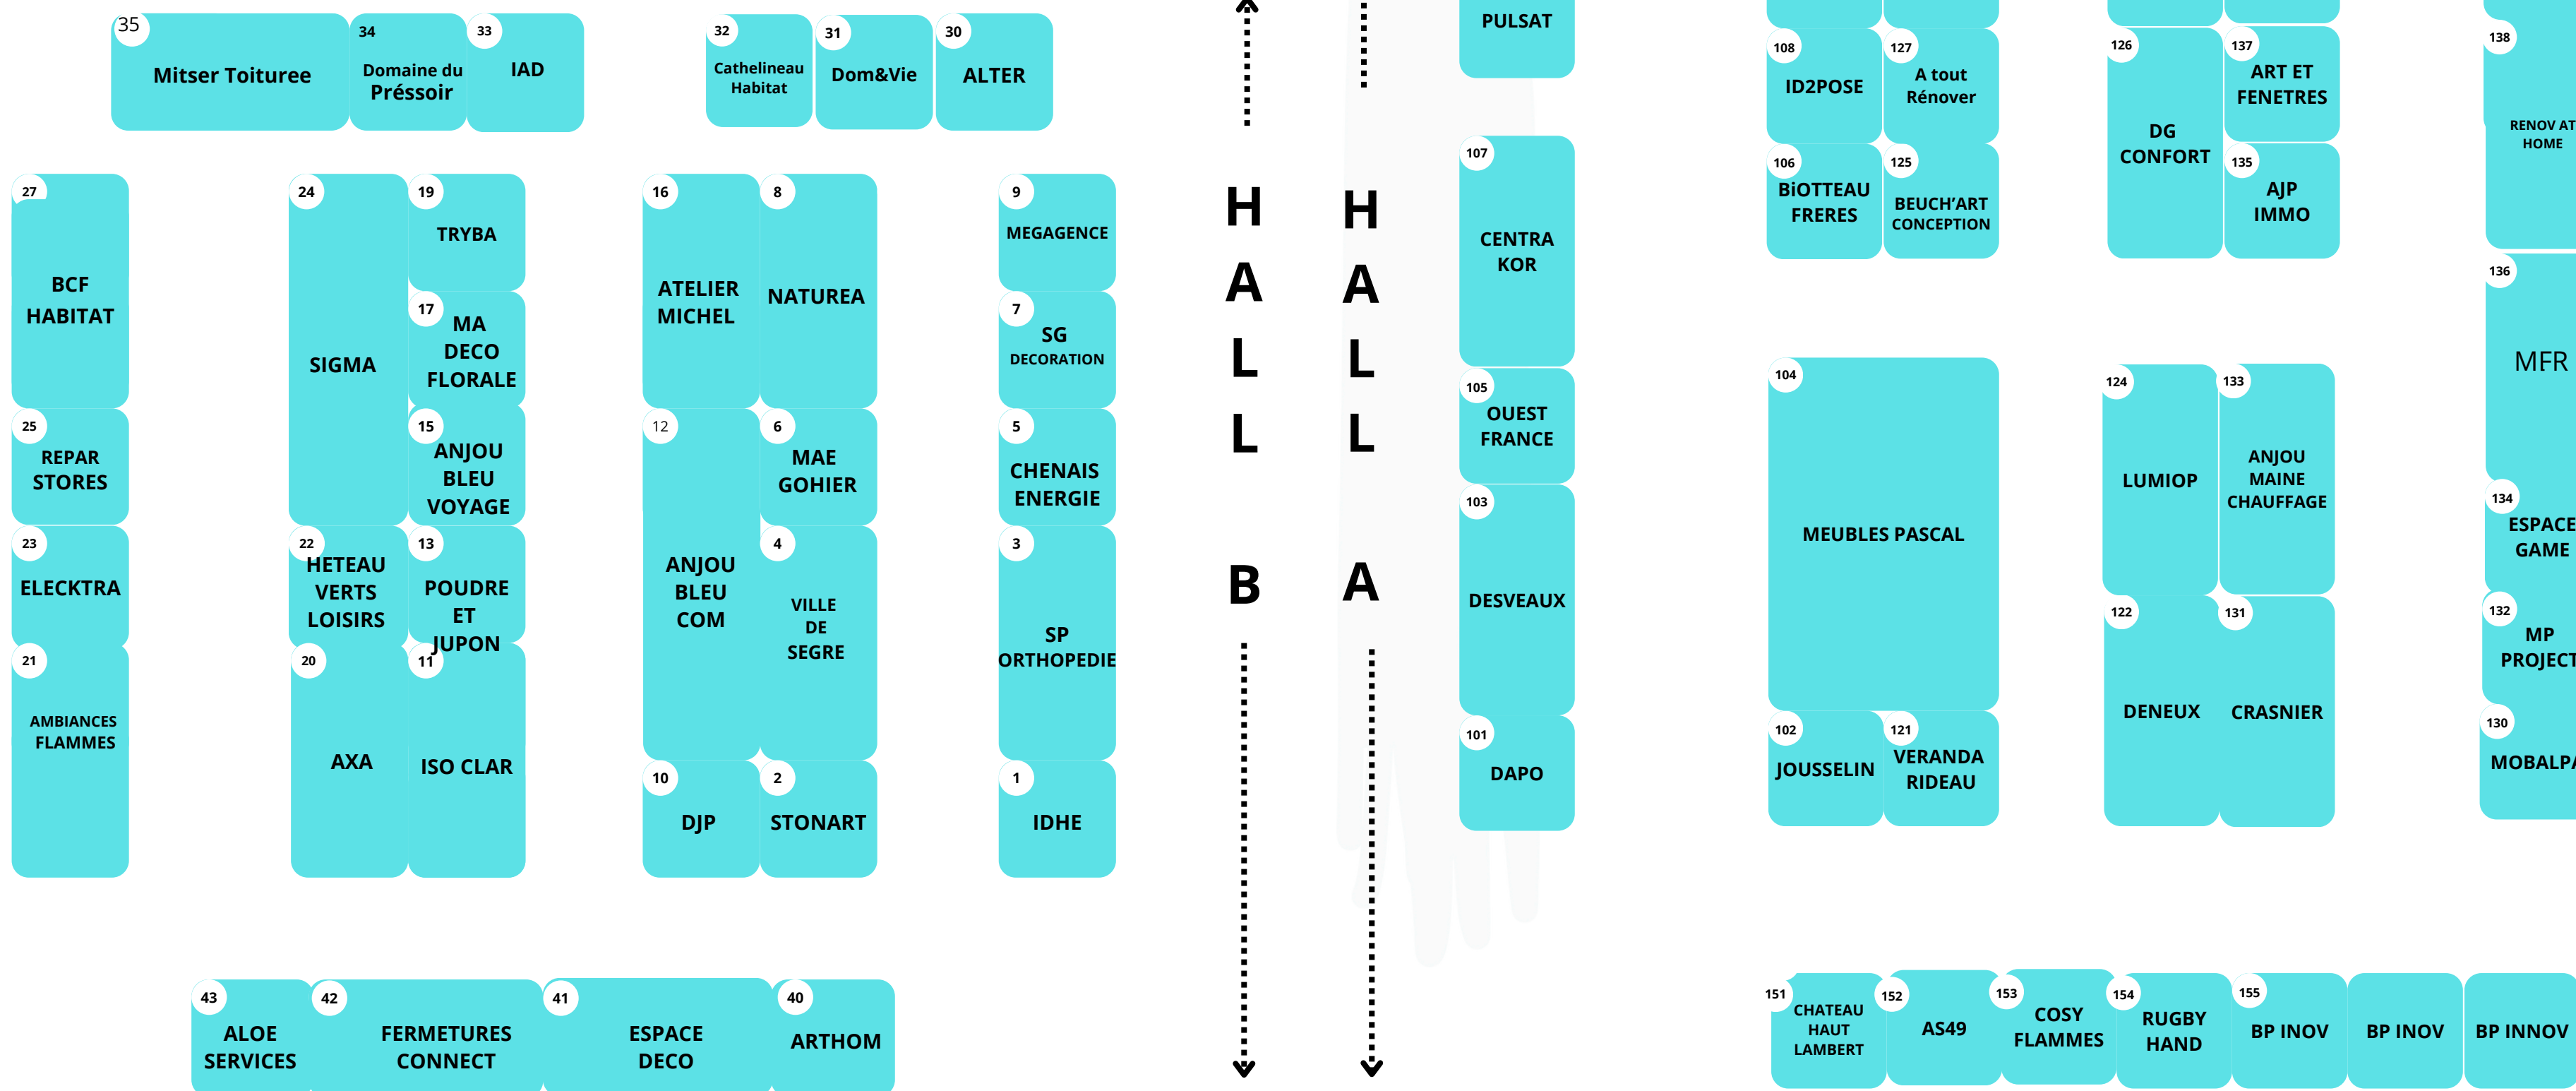 35
Mitser Toituree
34
Domaine du
Préssoir
33
IAD
32
Cathelineau
Habitat
31
Dom&Vie
30
ALTER
27
BCF
HABITAT
25
REPAR
STORES
23
ELECKTRA
21
AMBIANCES
FLAMMES
24
SIGMA
22
HETEAU
VERTS
LOISIRS
20
AXA
19
TRYBA
17
MA
DECO
FLORALE
15
ANJOU
BLEU
VOYAGE
13
POUDRE
ET
JUPON
11
ISO CLAR
16
ATELIER
MICHEL
12
ANJOU
BLEU
COM
10
DJP
8
NATUREA
6
MAE
GOHIER
4
VILLE
DE
SEGRE
2
STONART
9
MEGAGENCE
7
SG
DECORATION
5
CHENAIS
ENERGIE
3
SP
ORTHOPEDIE
1
IDHE
43
ALOE
SERVICES
42
FERMETURES
CONNECT
41
ESPACE
DECO
40
ARTHOM
HALL B
HALL A
PULSAT
107
CENTRA
KOR
105
OUEST
FRANCE
103
DESVEAUX
101
DAPO
108
ID2POSE
127
A tout
Rénover
106
BiOTTEAU
FRERES
125
BEUCH’ART
CONCEPTION
104
MEUBLES PASCAL
102
JOUSSELIN
121
VERANDA
RIDEAU
126
DG
CONFORT
137
ART ET
FENETRES
135
AJP
IMMO
124
LUMIOP
133
ANJOU
MAINE
CHAUFFAGE
122
DENEUX
131
CRASNIER
138
RENOV AT
HOME
136
MFR
134
ESPACE
GAME
132
MP
PROJECT
130
MOBALPA
151
CHATEAU
HAUT
LAMBERT
152
AS49
153
COSY
FLAMMES
154
RUGBY
HAND
155
BP INOV
BP INOV
BP INNOV